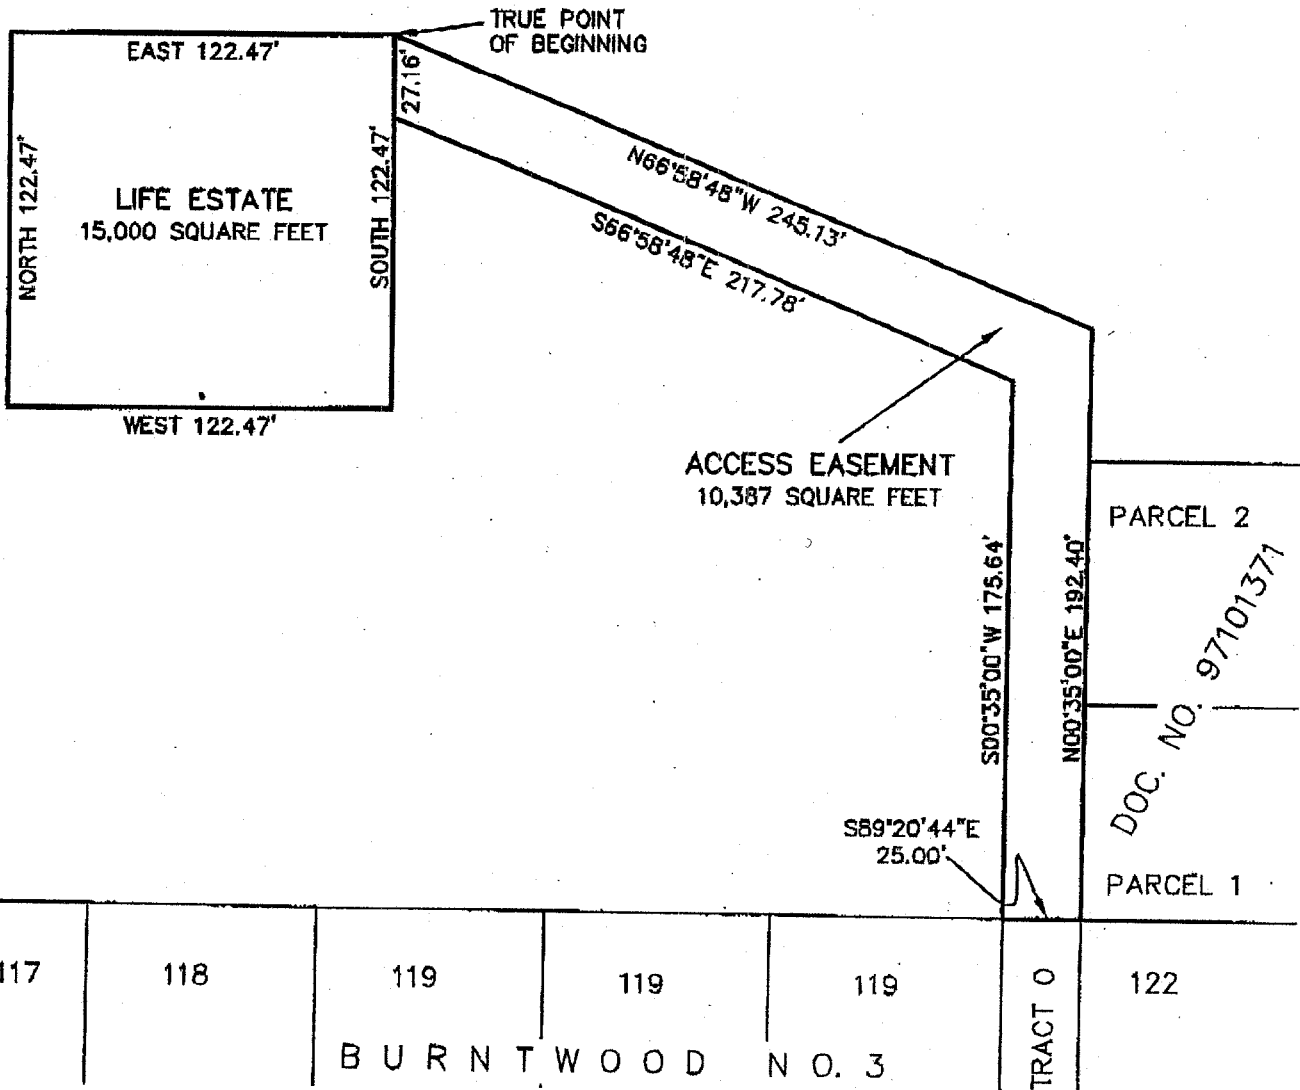 TRUE POINT
OF BEGINNING
EAST 122.47'
27.16'
NORTH 122.47'
SOUTH 122.47'
LIFE ESTATE
15,000 SQUARE FEET
WEST 122.47'
N66°58'48"W 245.13'
S66°58'48"E 217.78'
ACCESS EASEMENT
10,387 SQUARE FEET
PARCEL 2
DOC. NO. 97101371
S00°35'00"W 175.64'
N00°35'00"E 192.40'
S89°20'44"E
25.00'
PARCEL 1
117
118
119
119
119
TRACT O
122
BURNTWOOD NO. 3